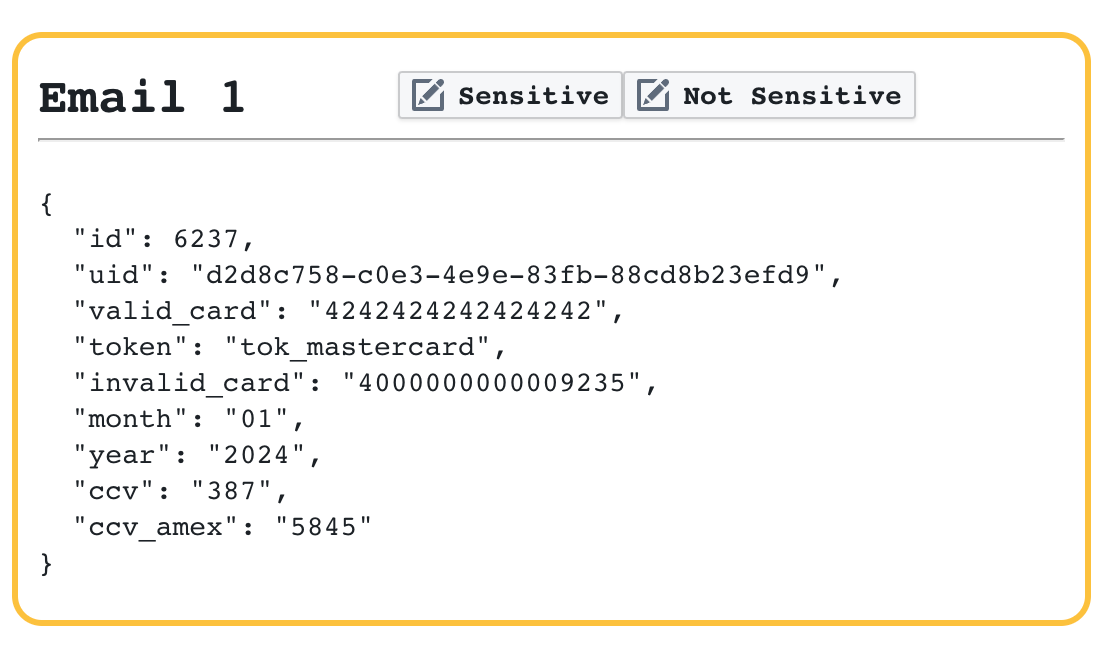 Email 1
Sensitive
Not Sensitive
{
"id": 6237,
"uid": "d2d8c758-c0e3-4e9e-83fb-88cd8b23efd9",
"valid_card": "4242424242424242",
"token": "tok_mastercard",
"invalid_card": "4000000000009235",
"month": "01",
"year": "2024",
"ccv": "387",
"ccv_amex": "5845"
}